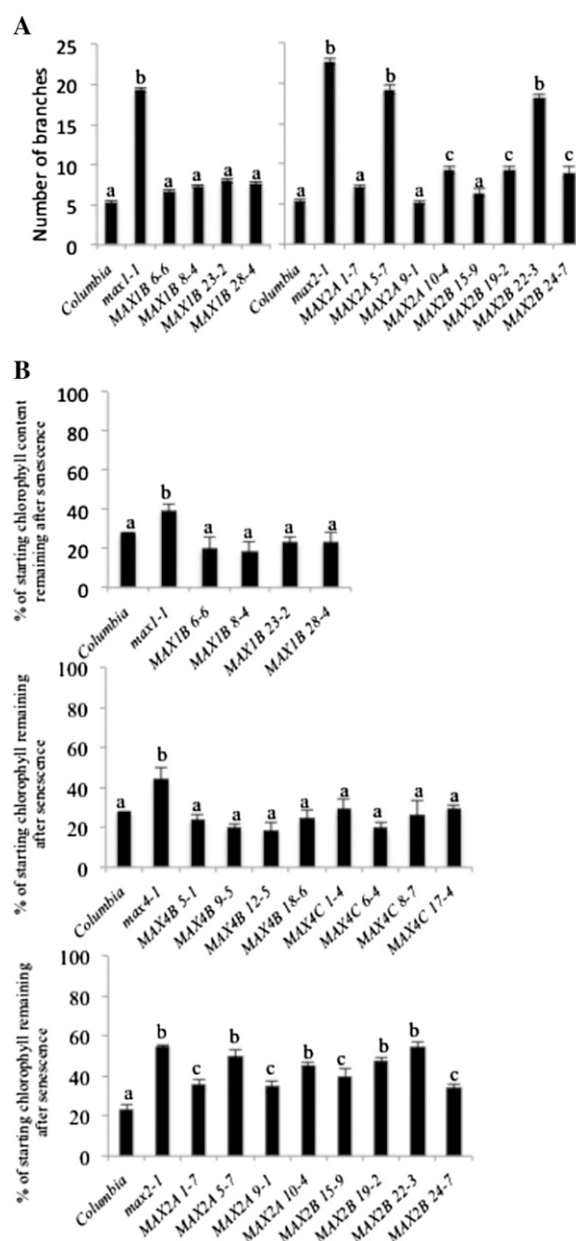 A
Number of branches
25
20
15
10
5
0
a
b
a
a
a
a
Columbia
max1-1
MAX1B 6-6
MAX1B 8-4
MAX1B 23-2
MAX1B 28-4
b
a
a
b
a
c
a
c
b
c
Columbia
max2-1
MAX2A 1-7
MAX2A 5-7
MAX2A 9-1
MAX2A 10-4
MAX2B 15-9
MAX2B 19-2
MAX2B 22-3
MAX2B 24-7
B
% of starting chlorophyll content
remaining after senescence
100
80
60
40
20
0
a
b
a
a
a
a
Columbia
max1-1
MAX1B 6-6
MAX1B 8-4
MAX1B 23-2
MAX1B 28-4
% of starting chlorophyll remaining
after senescence
100
80
60
40
20
0
a
b
a
a
a
a
a
a
a
a
Columbia
max4-1
MAX4B 5-1
MAX4B 9-5
MAX4B 12-5
MAX4B 18-6
MAX4C 1-4
MAX4C 6-4
MAX4C 8-7
MAX4C 17-4
% of starting chlorophyll remaining
after senescence
100
80
60
40
20
0
a
b
c
b
c
b
c
b
b
c
Columbia
max2-1
MAX2A 1-7
MAX2A 5-7
MAX2A 9-1
MAX2A 10-4
MAX2B 15-9
MAX2B 19-2
MAX2B 22-3
MAX2B 24-7